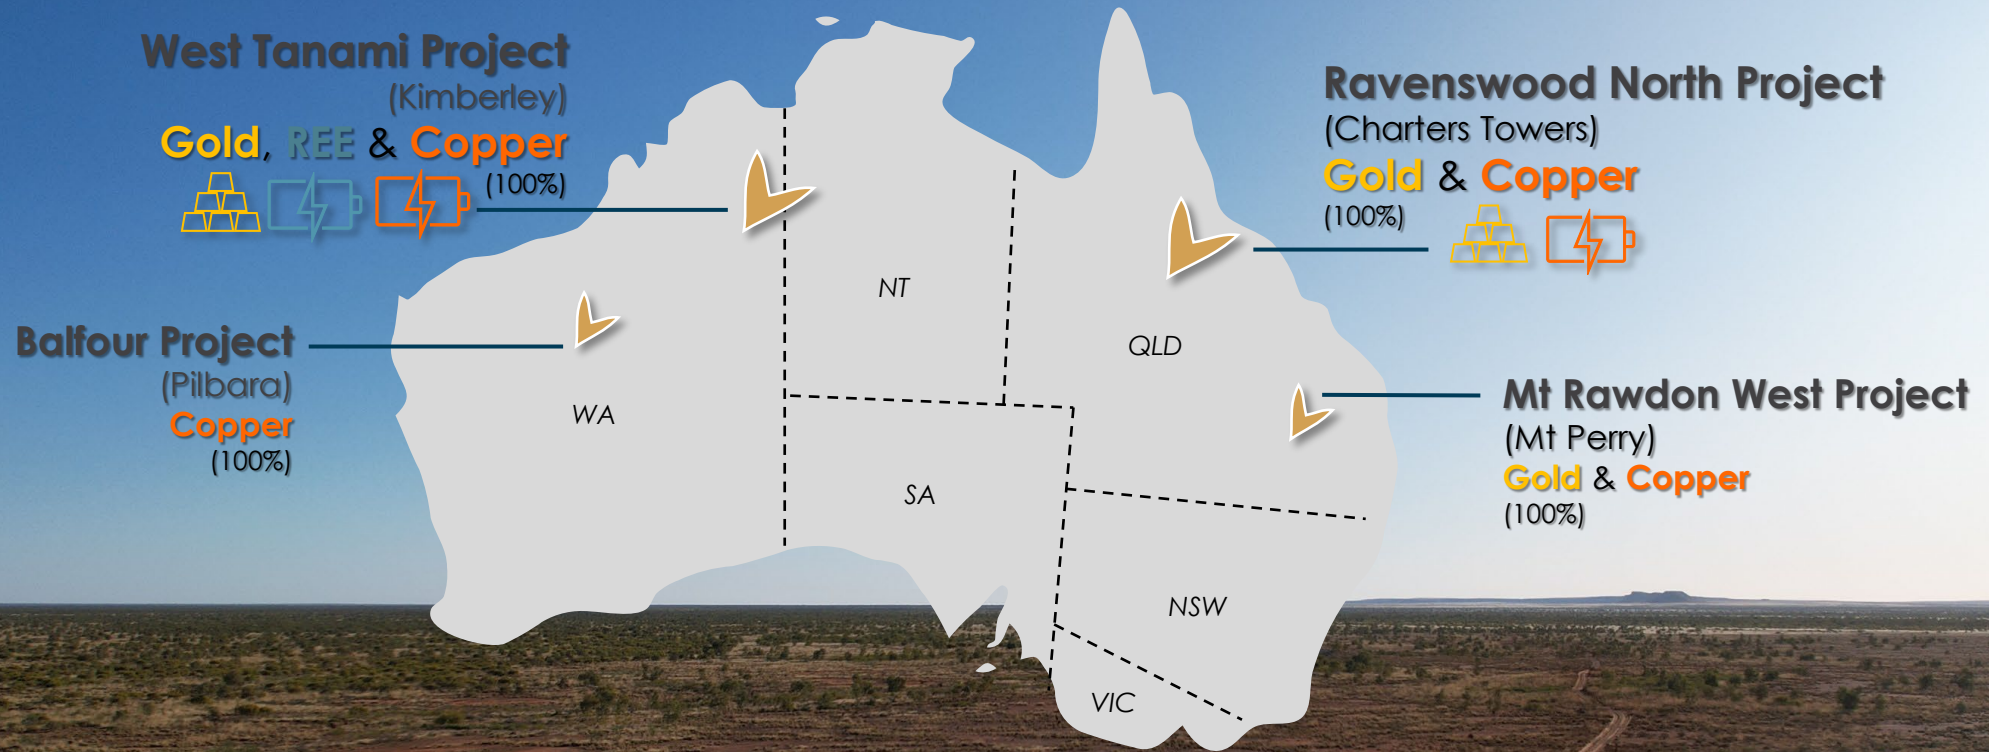 West Tanami Project
(Kimberley)
Gold, REE & Copper
(100%)
Balfour Project
(Pilbara)
Copper
(100%)
WA
NT
SA
QLD
NSW
VIC
Ravenswood North Project
(Charters Towers)
Gold & Copper
(100%)
Mt Rawdon West Project
(Mt Perry)
Gold & Copper
(100%)